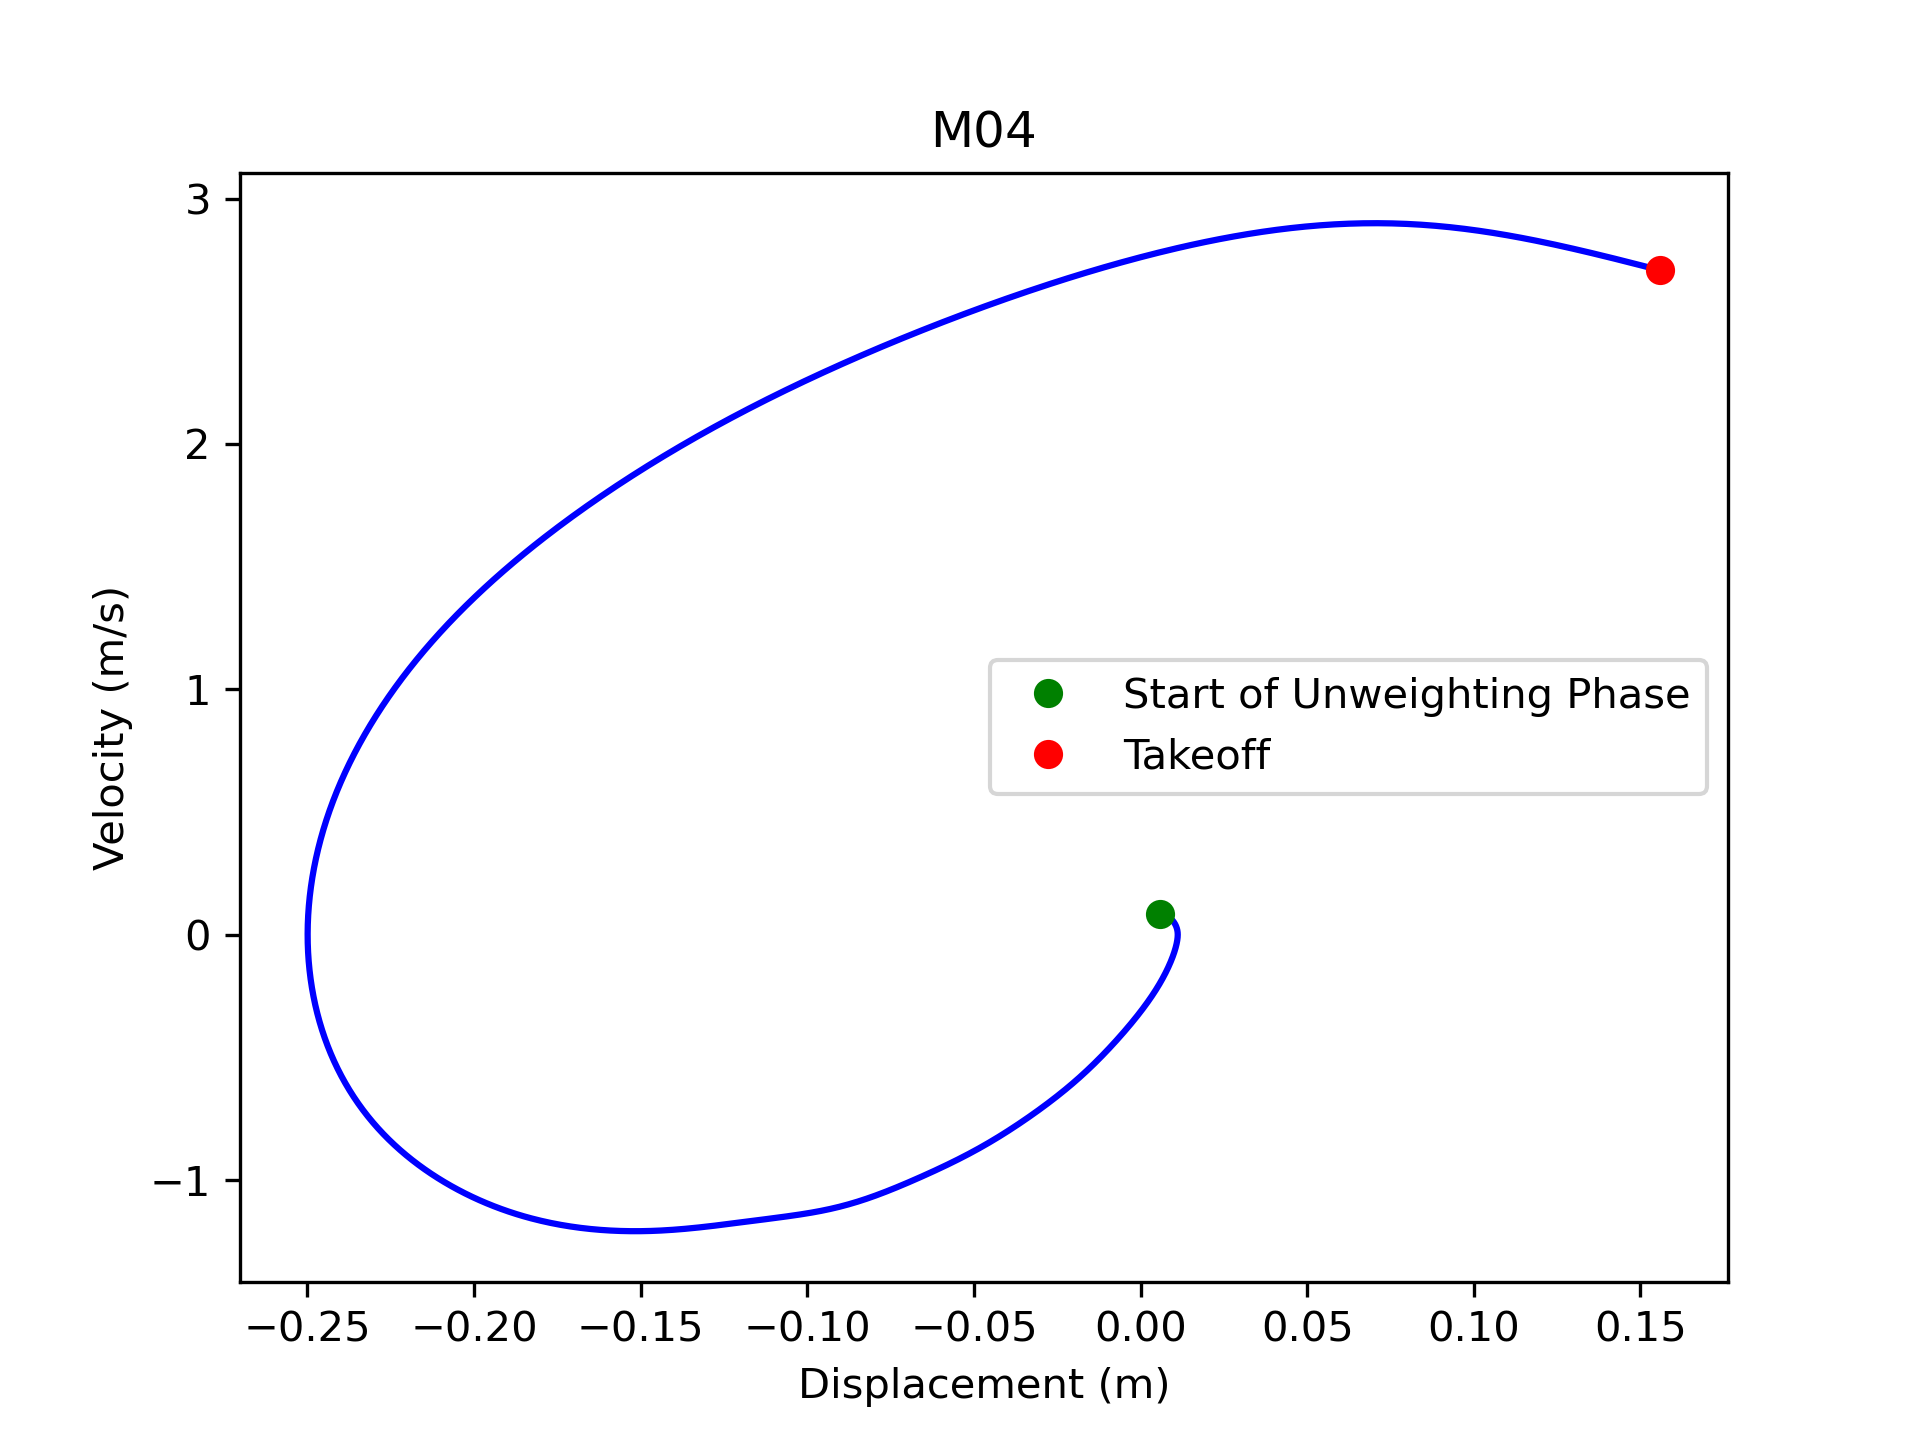 M04
3
2
1
0
−1
Velocity (m/s)
Start of Unweighting Phase
Takeoff
−0.25 −0.20 −0.15 −0.10 −0.05 0.00 0.05 0.10 0.15
Displacement (m)